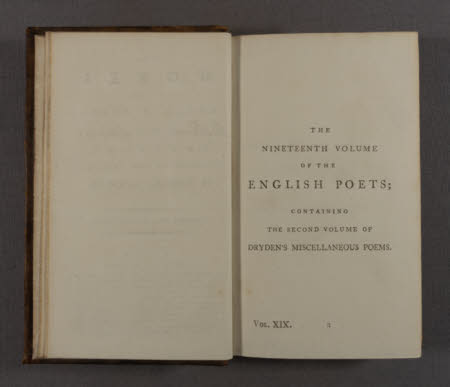 THE
NINETEENTH VOLUME
OF THE
ENGLISH POETS;
CONTAINING
THE SECOND VOLUME OF
DRYDEN'S MISCELLANEOUS POEMS.
VOL. XIX.